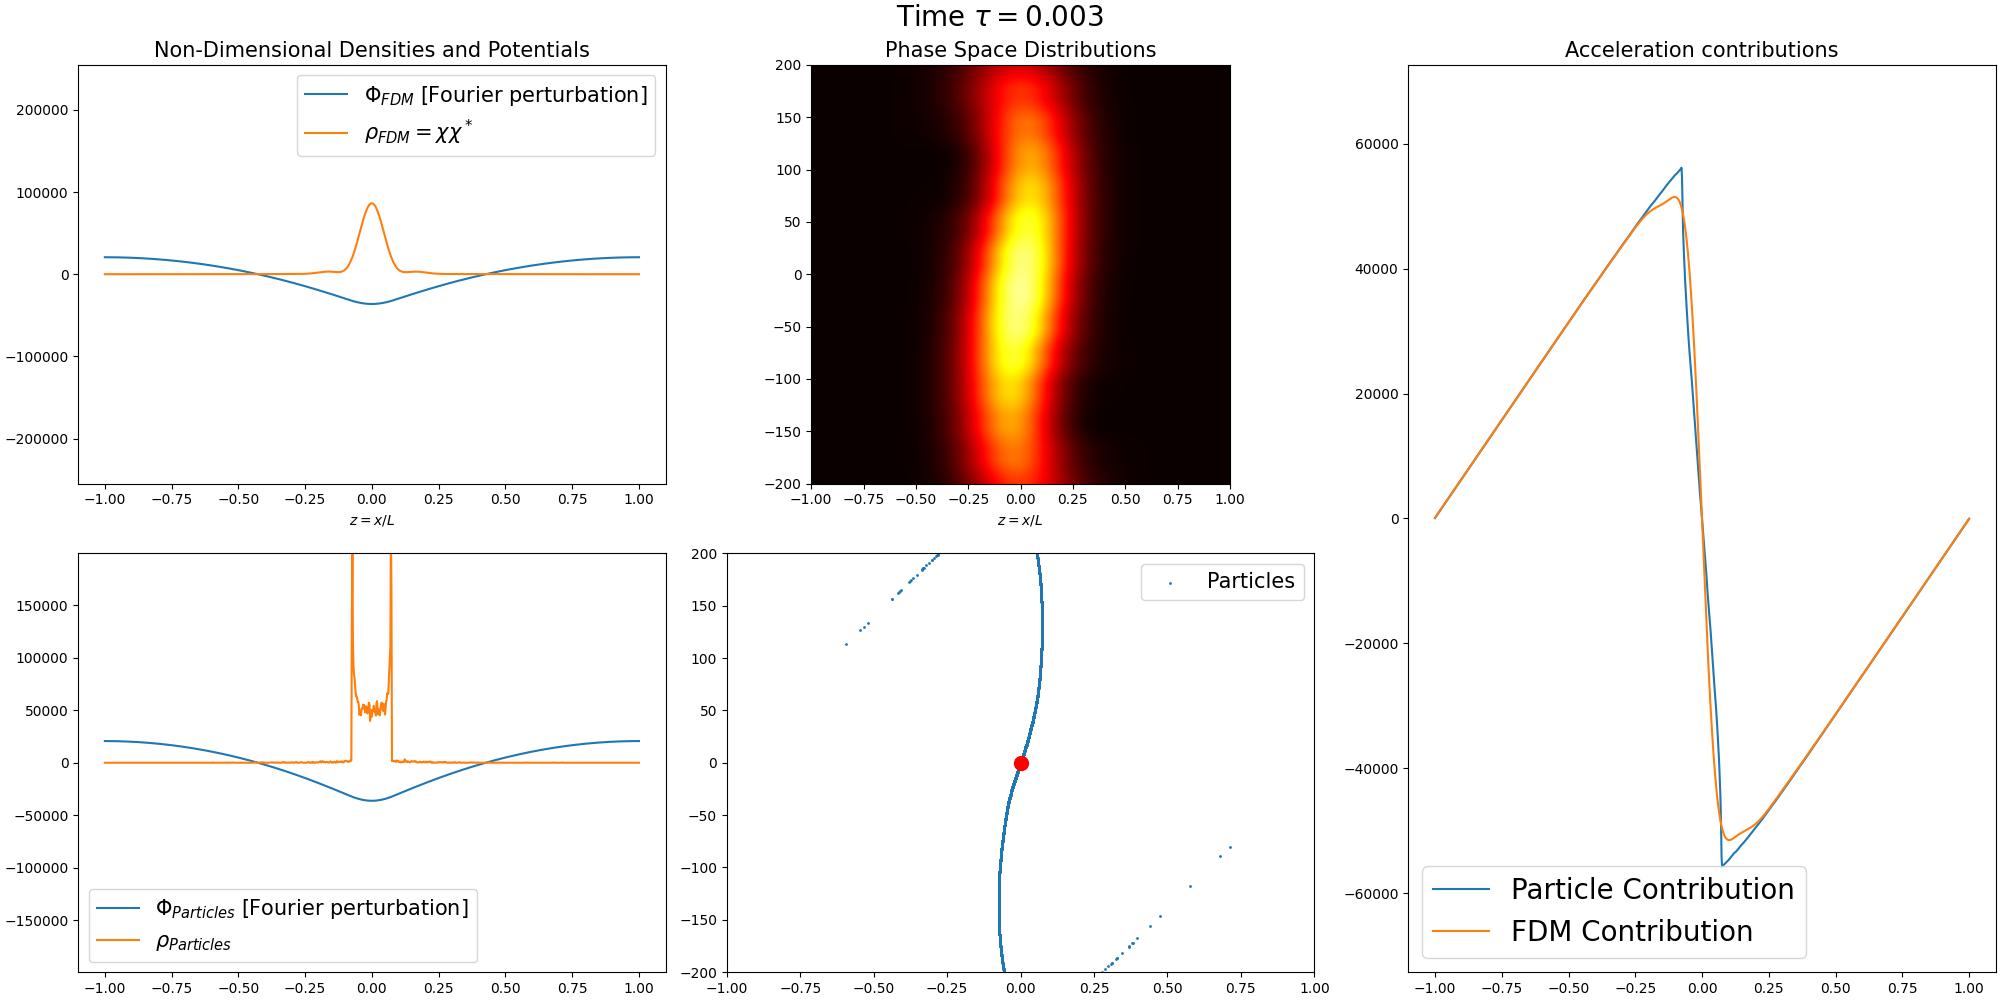 Time τ = 0.003
Non-Dimensional Densities and Potentials
Φ_FDM [Fourier perturbation]
ρ_FDM = χχ*
200000
100000
0
−100000
−200000
−1.00 −0.75 −0.50 −0.25 0.00 0.25 0.50 0.75 1.00
z = x/L
Phase Space Distributions
200
150
100
50
0
−50
−100
−150
−200
−1.00 −0.75 −0.50 −0.25 0.00 0.25 0.50 0.75 1.00
z = x/L
Acceleration contributions
60000
40000
20000
0
−20000
−40000
−60000
Particle Contribution
FDM Contribution
−1.00 −0.75 −0.50 −0.25 0.00 0.25 0.50 0.75 1.00
150000
100000
50000
0
−50000
−100000
−150000
Φ_Particles [Fourier perturbation]
ρ_Particles
−1.00 −0.75 −0.50 −0.25 0.00 0.25 0.50 0.75 1.00
Particles
200
150
100
50
0
−50
−100
−150
−200
−1.00 −0.75 −0.50 −0.25 0.00 0.25 0.50 0.75 1.00